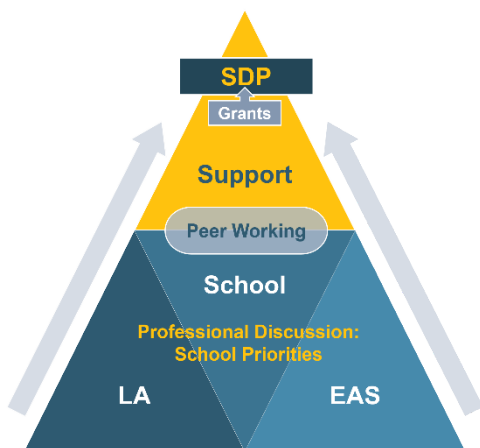 SDP
Grants
Support
Peer Working
School
Professional Discussion:
School Priorities
LA
EAS